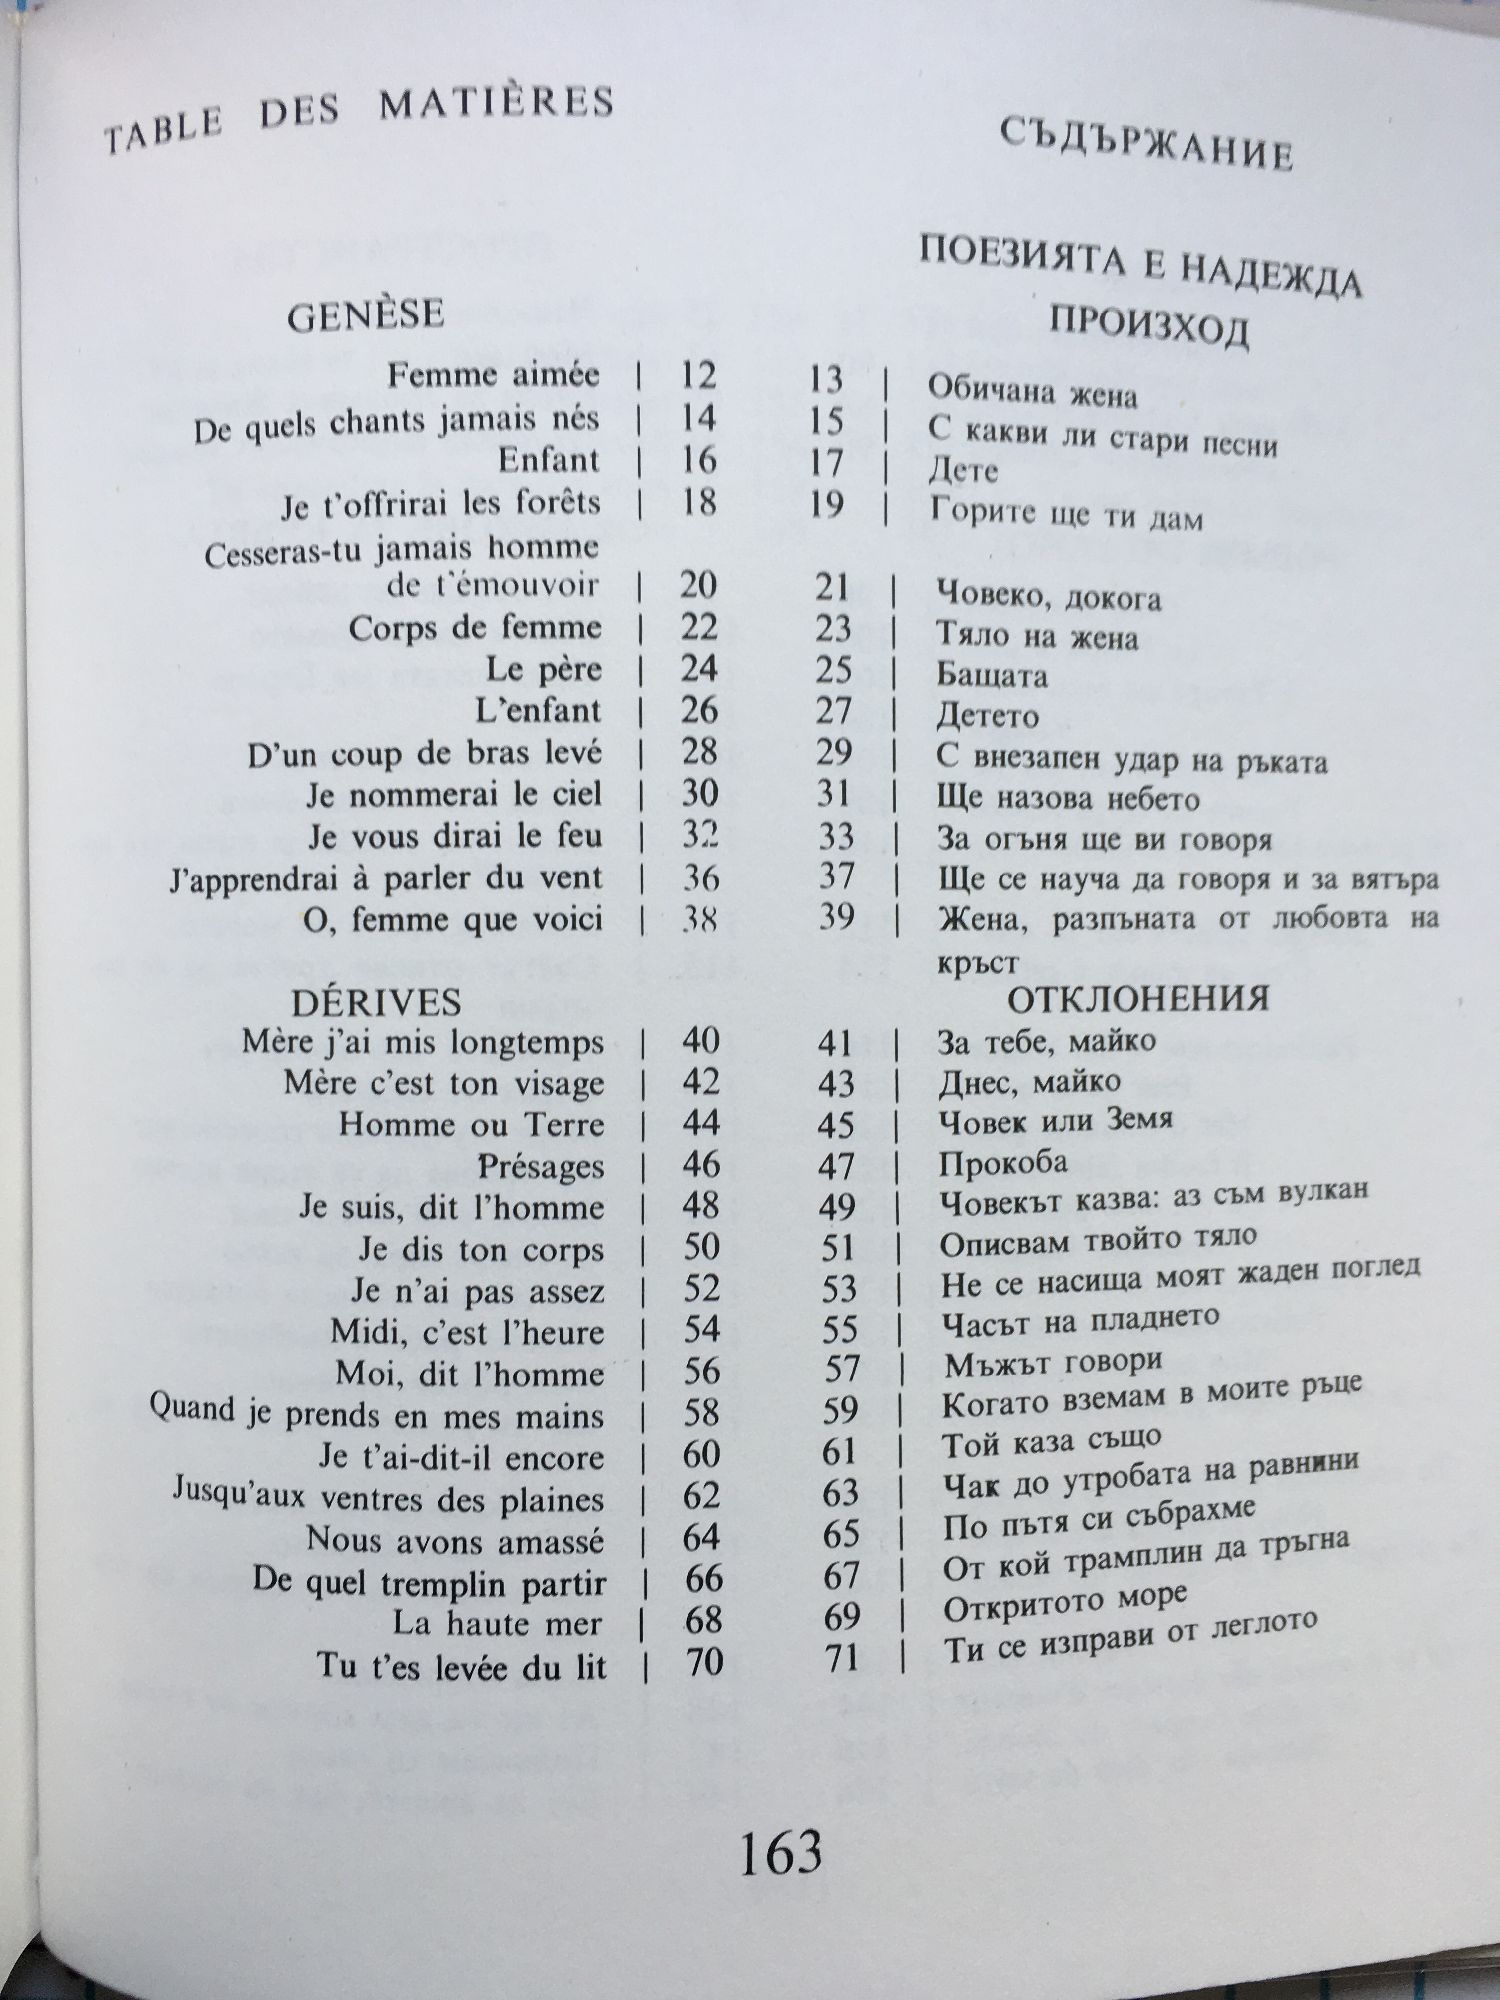 TABLE DES MATIÈRES
СЪДЪРЖАНИЕ
ПОЕЗИЯТА Е НАДЕЖДА
GENÈSE
ПРОИЗХОД
Femme aimée | 12 13 | Обичана жена
De quels chants jamais nés | 14 15 | С какви ли стари песни
Enfant | 16 17 | Дете
Je t'offrirai les forêts | 18 19 | Горите ще ти дам
Cesseras-tu jamais homme
de t`émouvoir | 20 21 | Човеко, докога
Corps de femme | 22 23 | Тяло на жена
Le père | 24 25 | Бащата
L`enfant | 26 27 | Детето
D'un coup de bras levé | 28 29 | С внезапен удар на ръката
Je nommerai le ciel | 30 31 | Ще назова небето
Je vous dirai le feu | 32 33 | За огъня ще ви говоря
J'apprendrai à parler du vent | 36 37 | Ще се науча да говоря и за вятъра
O, femme que voici | 38 39 | Жена, разпъната от любовта на
кръст
DÉRIVES ОТКЛОНЕНИЯ
Mère j'ai mis longtemps | 40 41 | За тебе, майко
Mère c'est ton visage | 42 43 | Днес, майко
Homme ou Terre | 44 45 | Човек или Земя
Présages | 46 47 | Прокоба
Je suis, dit l'homme | 48 49 | Човекът казва: аз съм вулкан
Je dis ton corps | 50 51 | Описвам твойто тяло
Je n'ai pas assez | 52 53 | Не се насища моят жаден поглед
Midi, c'est l'heure | 54 55 | Часът на пладнето
Moi, dit l'homme | 56 57 | Мъжът говори
Quand je prends en mes mains | 58 59 | Когато вземам в моите ръце
Je t'ai-dit-il encore | 60 61 | Той каза също
Jusqu'aux ventres des plaines | 62 63 | Чак до утробата на равнини
Nous avons amassé | 64 65 | По пътя си събрахме
De quel tremplin partir | 66 67 | От кой трамплин да тръгна
La haute mer | 68 69 | Откритото море
Tu t'es levée du lit | 70 71 | Ти се изправи от леглото
163